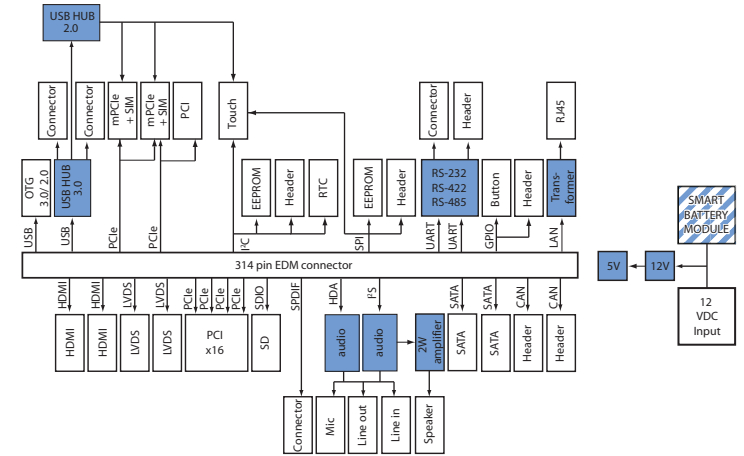 USB HUB
2.0
Connector
Connector
mPCIe
+ SIM
mPCIe
+ SIM
PCI
Touch
Connector
Header
RJ45
OTG
3.0/ 2.0
USB HUB
3.0
EEPROM
Header
RTC
EEPROM
Header
RS-232
RS-422
RS-485
Button
Header
Trans-
former
SMART
BATTERY
MODULE
USB
USB
PCIe
PCIe
I²C
SPI
UART
UART
GPIO
LAN
314 pin EDM connector
5V
12V
12
VDC
Input
HDMI
HDMI
LVDS
LVDS
PCIe
PCIe
PCIe
PCIe
SDIO
SPDIF
HDA
I²S
SATA
SATA
CAN
CAN
HDMI
HDMI
LVDS
LVDS
PCI
x16
SD
audio
audio
2W
amplifier
SATA
SATA
Header
Header
Connector
Mic
Line out
Line in
Speaker